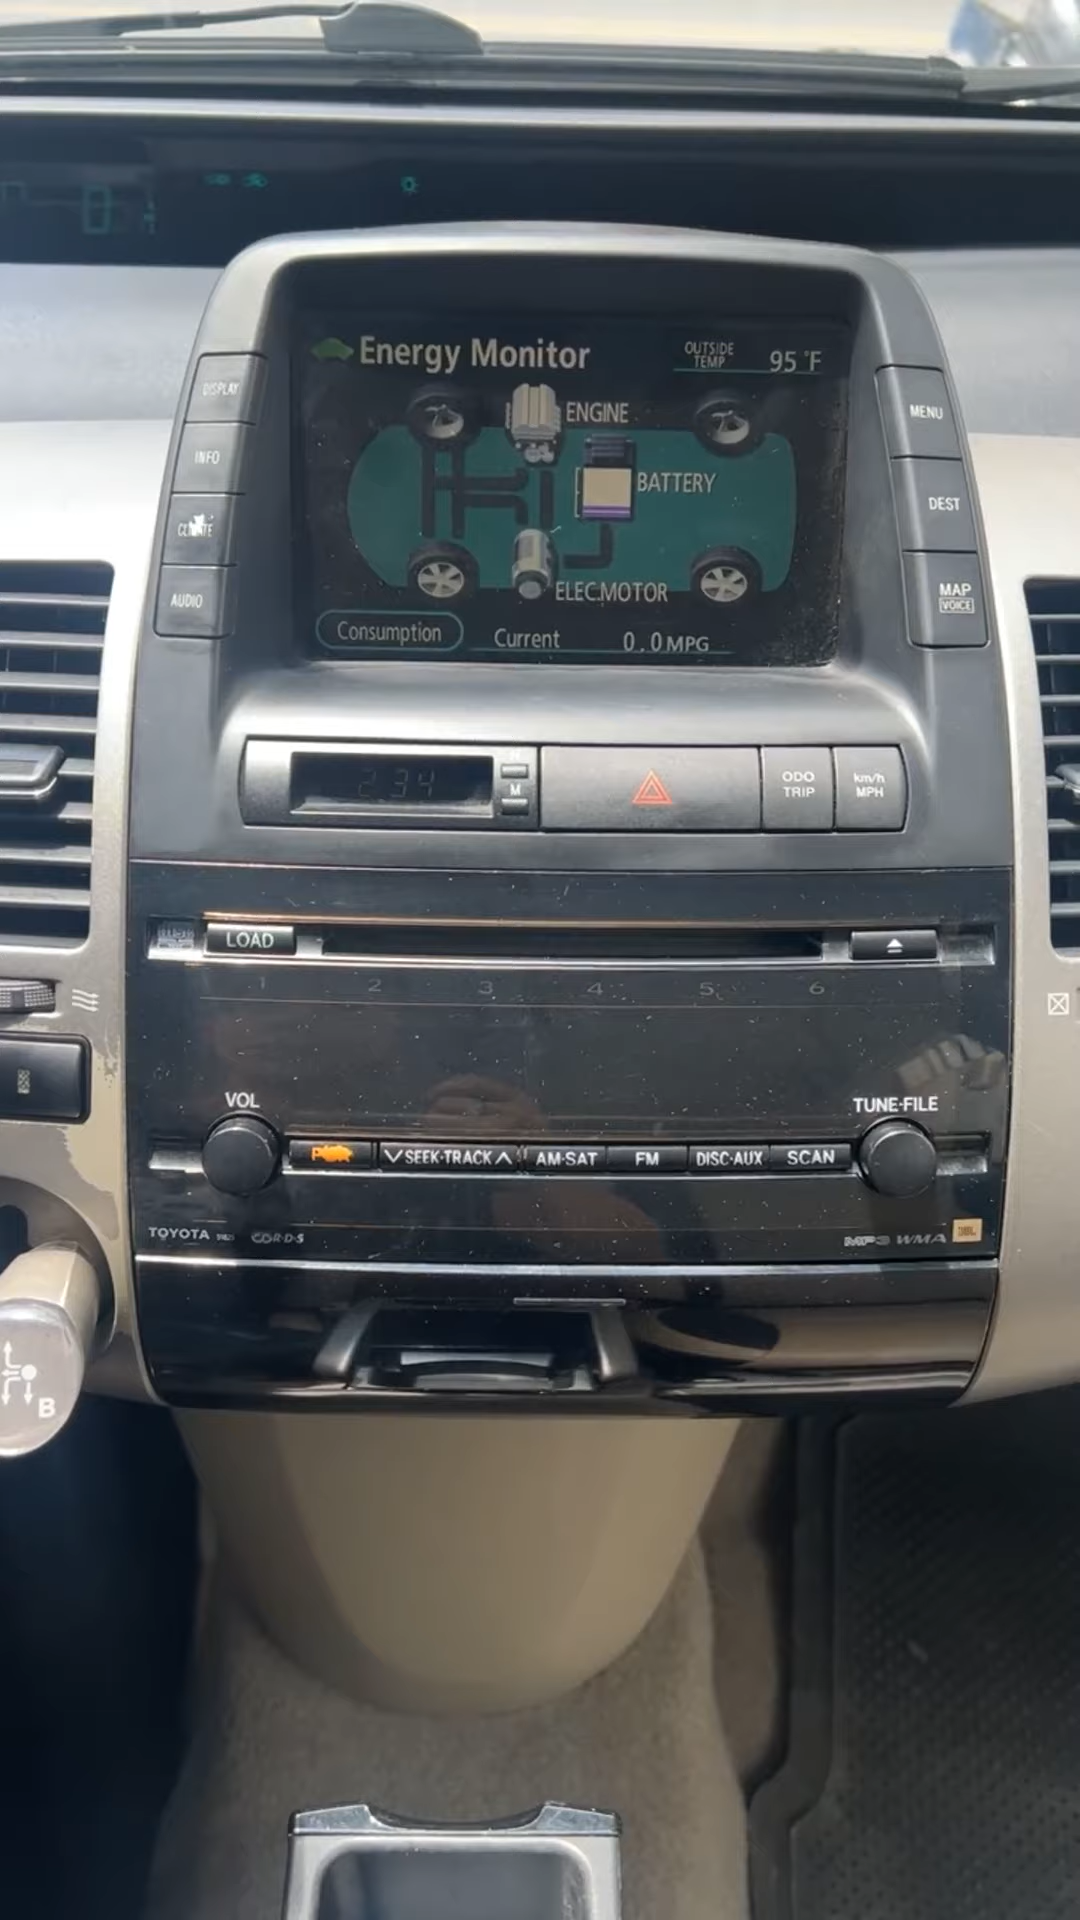 Energy Monitor
OUTSIDE TEMP 95 °F
DISPLAY
INFO
AUDIO
MENU
DEST
MAP
VOICE
ENGINE
BATTERY
ELEC.MOTOR
Consumption
Current 0.0 MPG
2:34
H
M
ODO
TRIP
km/h
MPH
LOAD
1 2 3 4 5 6
VOL
TUNE·FILE
SEEK·TRACK
AM·SAT
FM
DISC·AUX
SCAN
TOYOTA
MP3 WMA
JBL
B